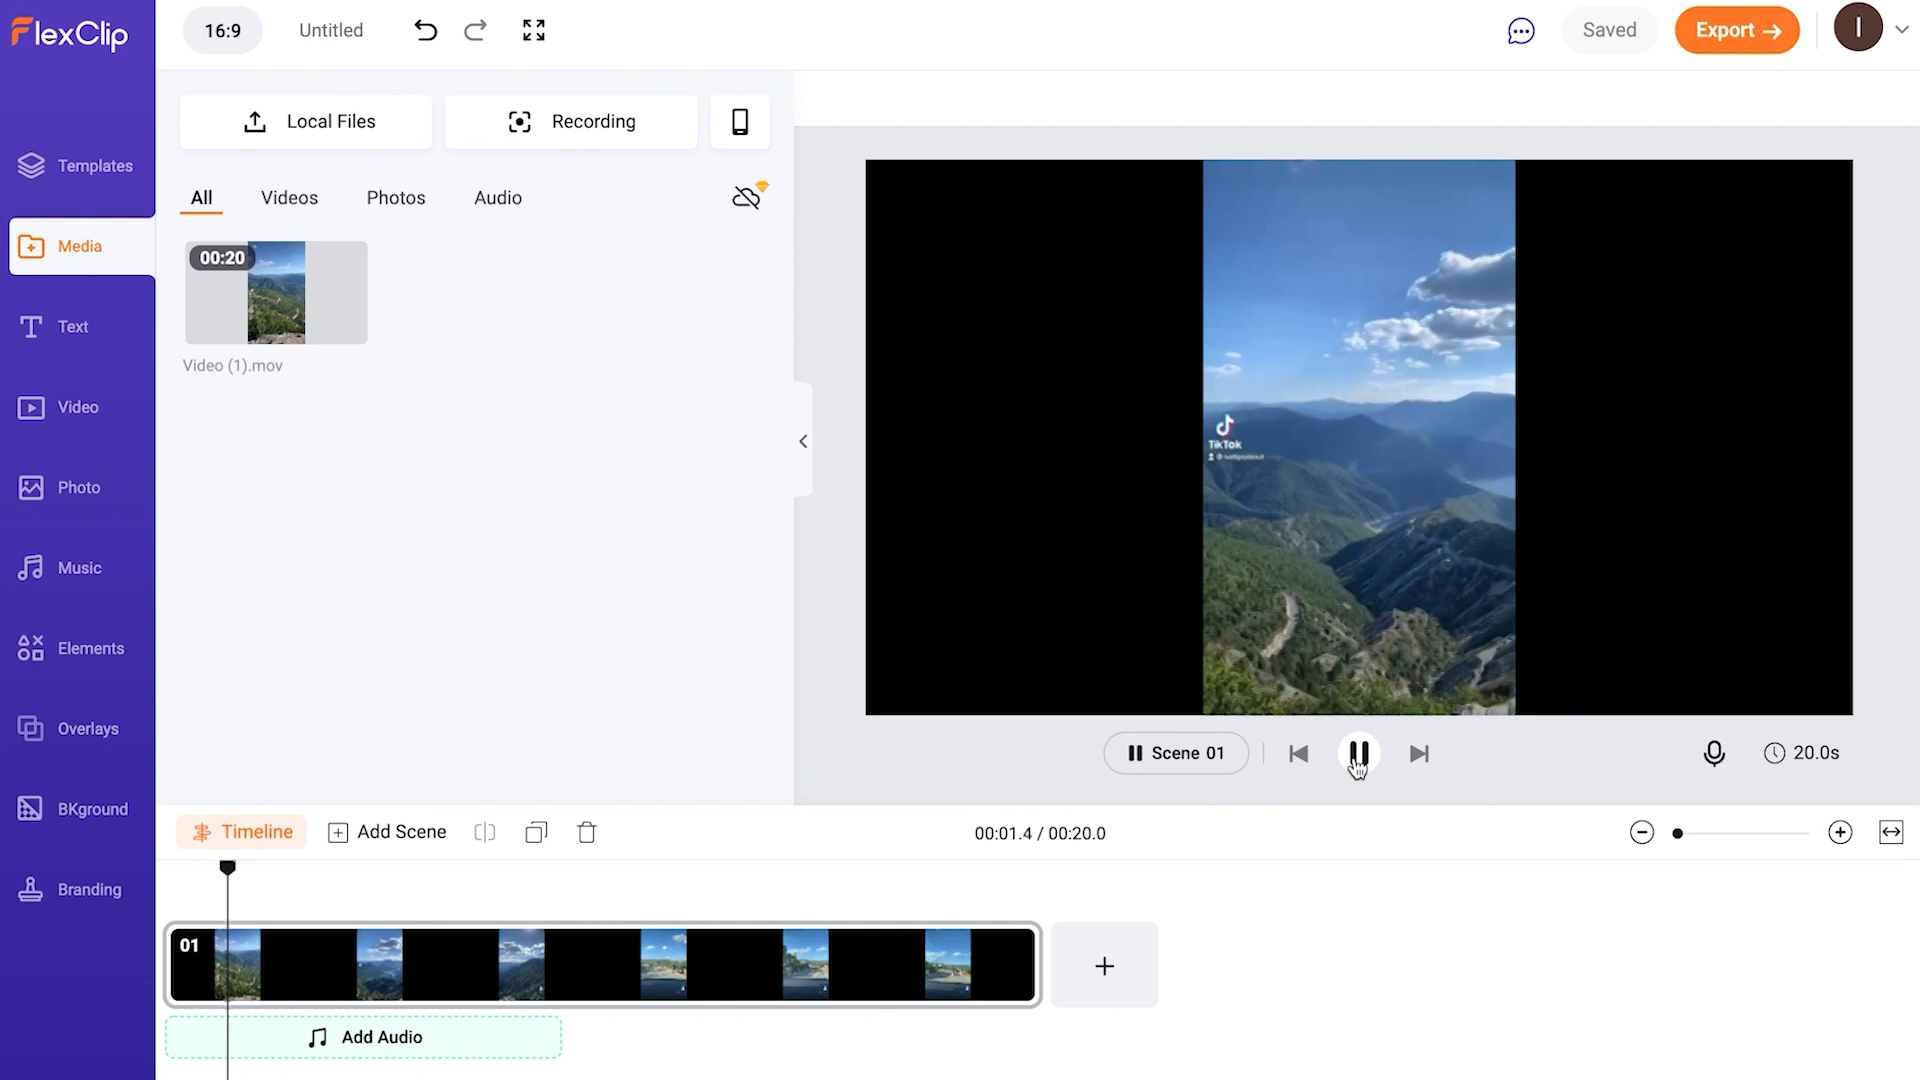 FlexClip
16:9
Untitled
Saved
Export
I
Local Files
Recording
Templates
All
Videos
Photos
Audio
Media
00:20
Text
Video (1).mov
Video
TikTok
Photo
Music
Elements
Overlays
Scene 01
20.0s
BKground
Timeline
Add Scene
00:01.4 / 00:20.0
Branding
01
Add Audio